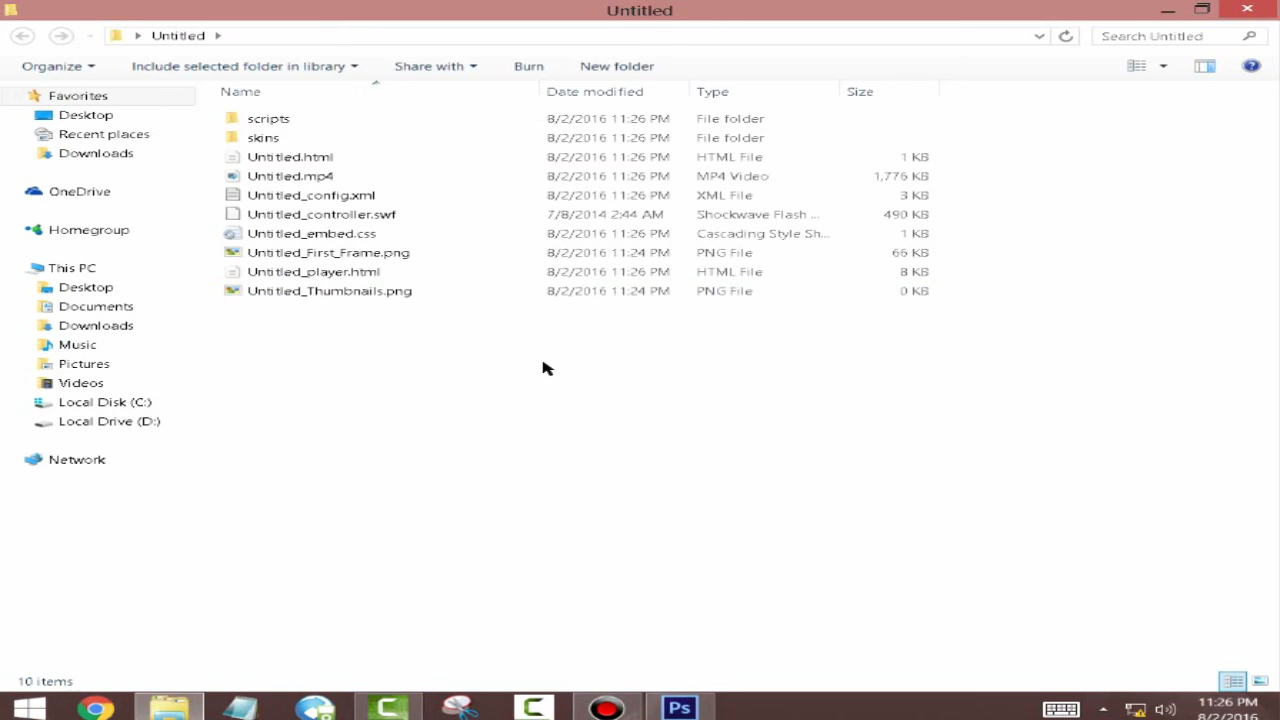 Untitled
Untitled
Search Untitled
Organize Include selected folder in library Share with Burn New folder
Name Date modified Type Size
Favorites
Desktop
Recent places
Downloads
OneDrive
Homegroup
This PC
Desktop
Documents
Downloads
Music
Pictures
Videos
Local Disk (C:)
Local Drive (D:)
Network
scripts 8/2/2016 11:26 PM File folder
skins 8/2/2016 11:26 PM File folder
Untitled.html 8/2/2016 11:26 PM HTML File 1 KB
Untitled.mp4 8/2/2016 11:26 PM MP4 Video 1,776 KB
Untitled_config.xml 8/2/2016 11:26 PM XML File 3 KB
Untitled_controller.swf 7/8/2014 2:44 AM Shockwave Flash ... 490 KB
Untitled_embed.css 8/2/2016 11:26 PM Cascading Style Sh... 1 KB
Untitled_First_Frame.png 8/2/2016 11:24 PM PNG File 66 KB
Untitled_player.html 8/2/2016 11:26 PM HTML File 8 KB
Untitled_Thumbnails.png 8/2/2016 11:24 PM PNG File 0 KB
10 items
C
C
Ps
11:26 PM
8/2/2016